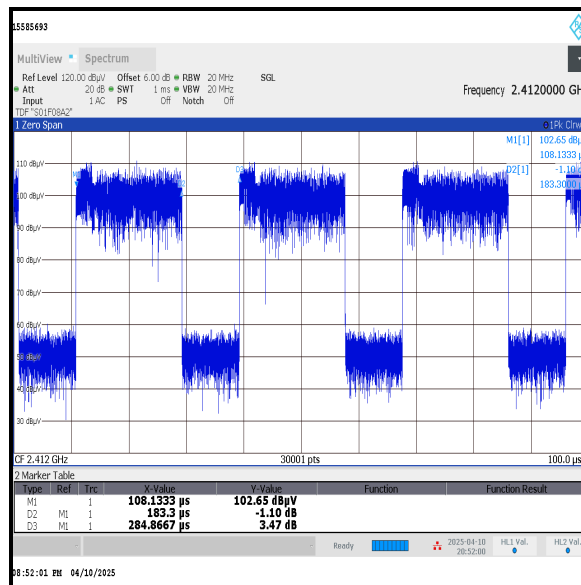 15585693
MultiView Spectrum
Ref Level 120.00 dBµV Offset 6.00 dB RBW 20 MHz SGL
Att 20 dB SWT 1 ms VBW 20 MHz
Input 1 AC PS Off Notch Off
Frequency 2.4120000 GH
TDF "S01F08A2"
1 Zero Span 1Pk Clrw
M1[1] 102.65 dBµ
108.1333 µ
D2[1] -1.10 d
183.3000
110 dBµV
100 dBµV
90 dBµV
80 dBµV
70 dBµV
60 dBµV
50 dBµV
40 dBµV
30 dBµV
CF 2.412 GHz 30001 pts 100.0 µs
2 Marker Table
Type Ref Trc X-Value Y-Value Function Function Result
M1 1 108.1333 µs 102.65 dBµV
D2 M1 1 183.3 µs -1.10 dB
D3 M1 1 284.8667 µs 3.47 dB
Ready 2025-04-10 HL1 Val. HL2 Val.
20:52:00
08:52:01 PM 04/10/2025